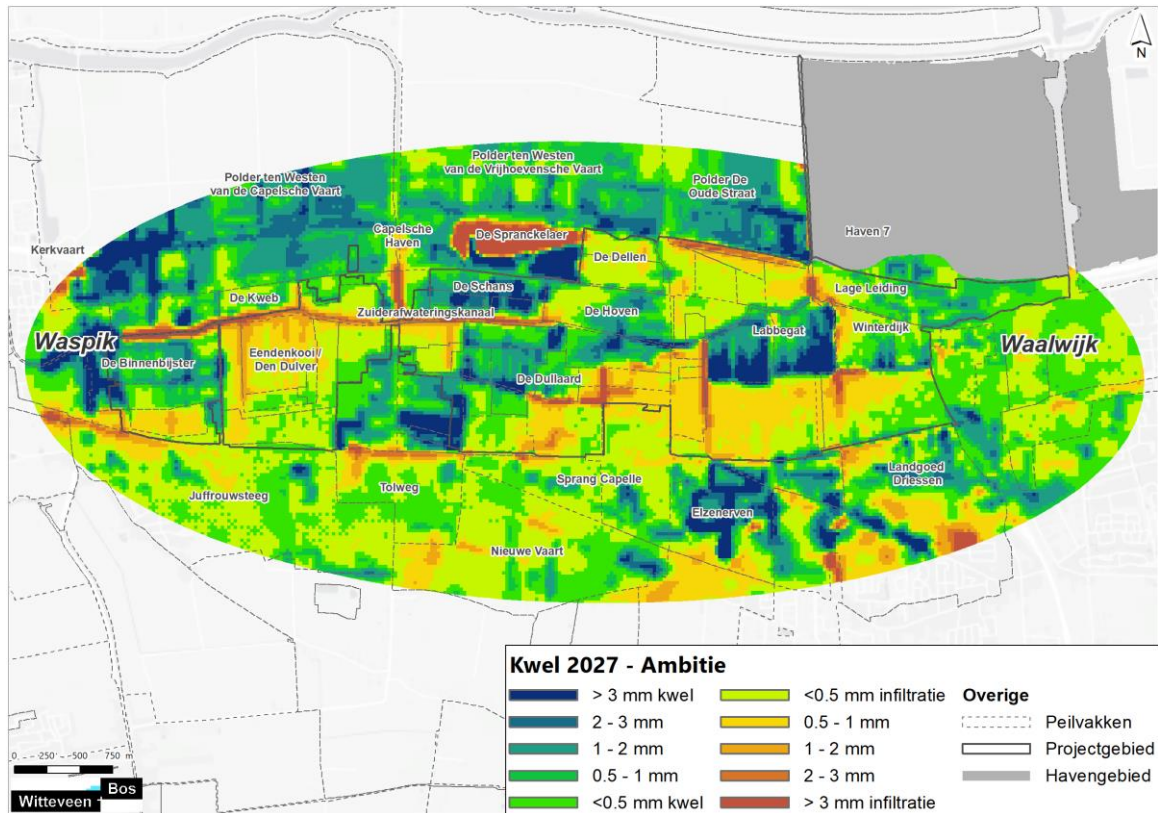 N
Polder ten Westen
van de Vrijhoevensche Vaart
Polder ten Westen
van de Capelsche Vaart
Polder De
Oude Straat
Kerkvaart
Capelsche
Haven
De Spranckelaer
Haven 7
De Dellen
De Kweb
De Schans
Lage Leiding
Zuiderafwateringskanaal
De Hoven
Labbegat
Winterdijk
Waspik
Waalwijk
De Binnenbijster
Eendenkooi /
Den Dulver
De Dullaard
Juffrouwsteeg
Tolweg
Sprang Capelle
Landgoed
Driessen
Elzenerven
Nieuwe Vaart
Kwel 2027 - Ambitie
> 3 mm kwel
2 - 3 mm
1 - 2 mm
0.5 - 1 mm
<0.5 mm kwel
<0.5 mm infiltratie
0.5 - 1 mm
1 - 2 mm
2 - 3 mm
> 3 mm infiltratie
Overige
Peilvakken
Projectgebied
Havengebied
0 250 500 750 m
Witteveen
Bos